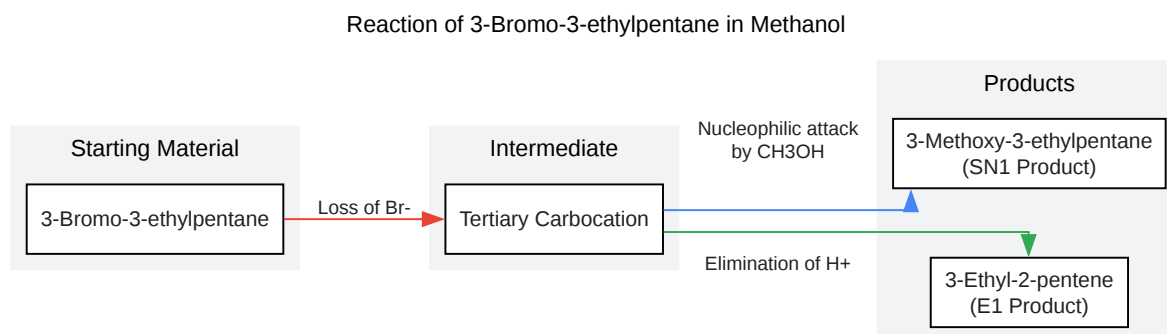 Reaction of 3-Bromo-3-ethylpentane in Methanol
Starting Material
3-Bromo-3-ethylpentane
Loss of Br-
Intermediate
Tertiary Carbocation
Nucleophilic attack
by CH3OH
Elimination of H+
Products
3-Methoxy-3-ethylpentane
(SN1 Product)
3-Ethyl-2-pentene
(E1 Product)